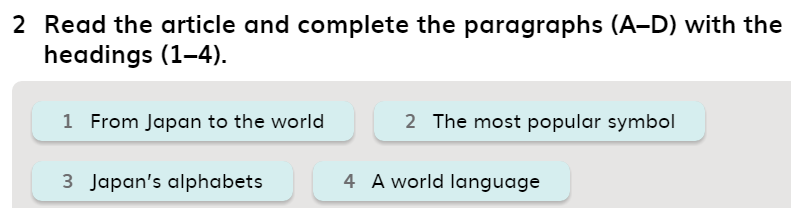 2 Read the article and complete the paragraphs (A–D) with the
headings (1–4).
1 From Japan to the world
2 The most popular symbol
3 Japan's alphabets
4 A world language